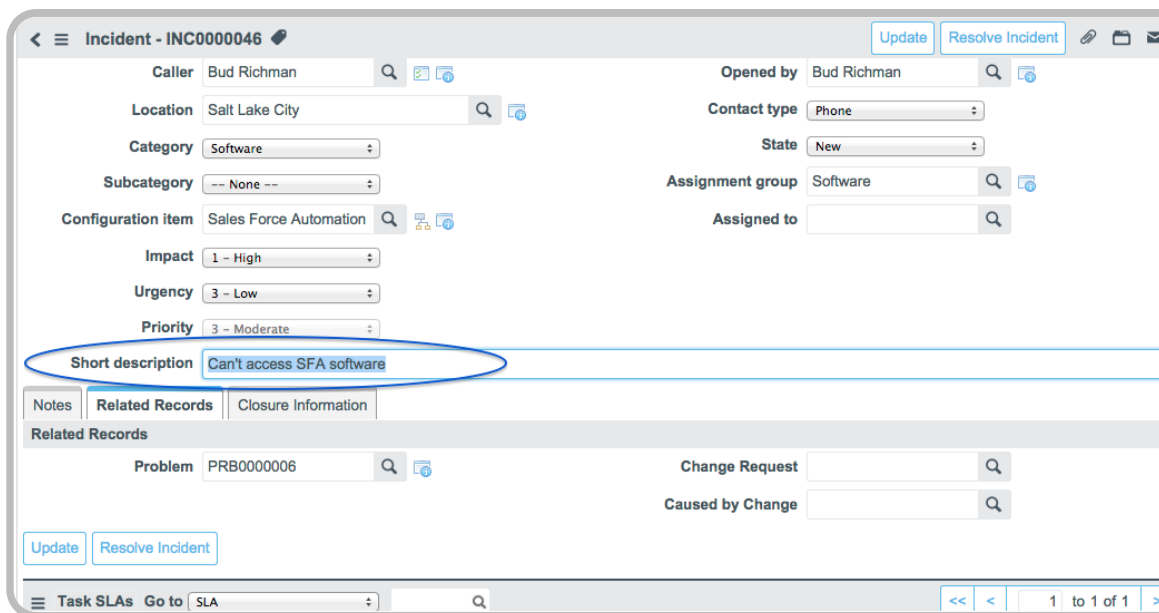 Incident - INC0000046 Update Resolve Incident
Caller Bud Richman Opened by Bud Richman
Location Salt Lake City Contact type Phone
Category Software State New
Subcategory -- None -- Assignment group Software
Configuration item Sales Force Automation Assigned to
Impact 1 - High
Urgency 3 - Low
Priority 3 - Moderate
Short description Can't access SFA software
Notes Related Records Closure Information
Related Records
Problem PRB0000006 Change Request
Caused by Change
Update Resolve Incident
Task SLAs Go to SLA << < 1 to 1 of 1 >